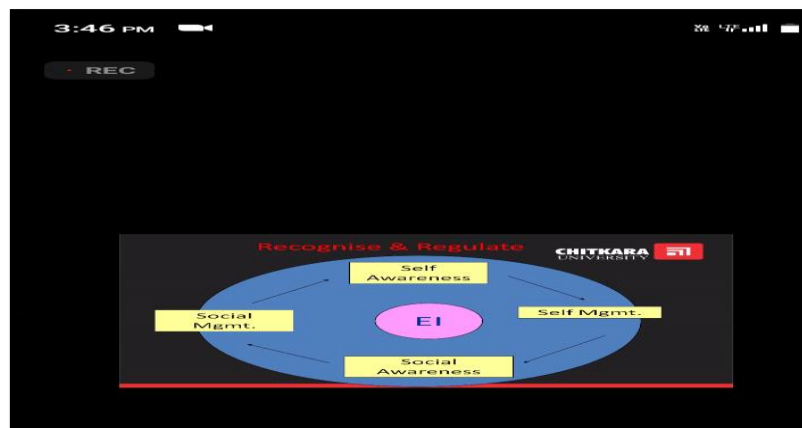 3:46 PM
REC
Recognise & Regulate
CHITKARA
UNIVERSITY
Self
Awareness
Social
Mgmt.
EI
Self Mgmt.
Social
Awareness